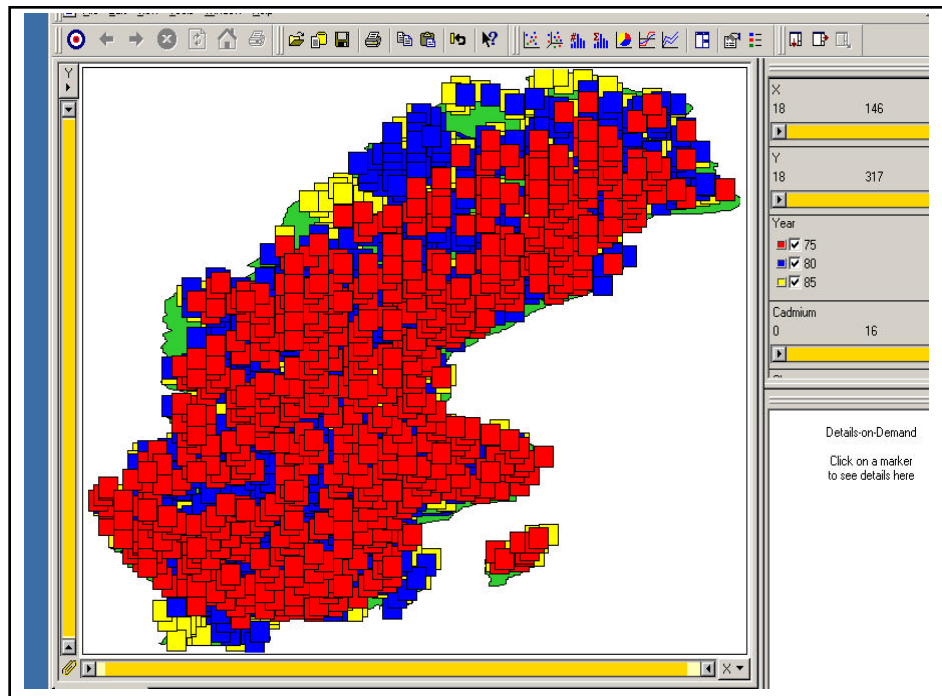 Y
X
18 146
Y
18 317
Year
75
80
85
Cadmium
0 16
Details-on-Demand
Click on a marker
to see details here
X